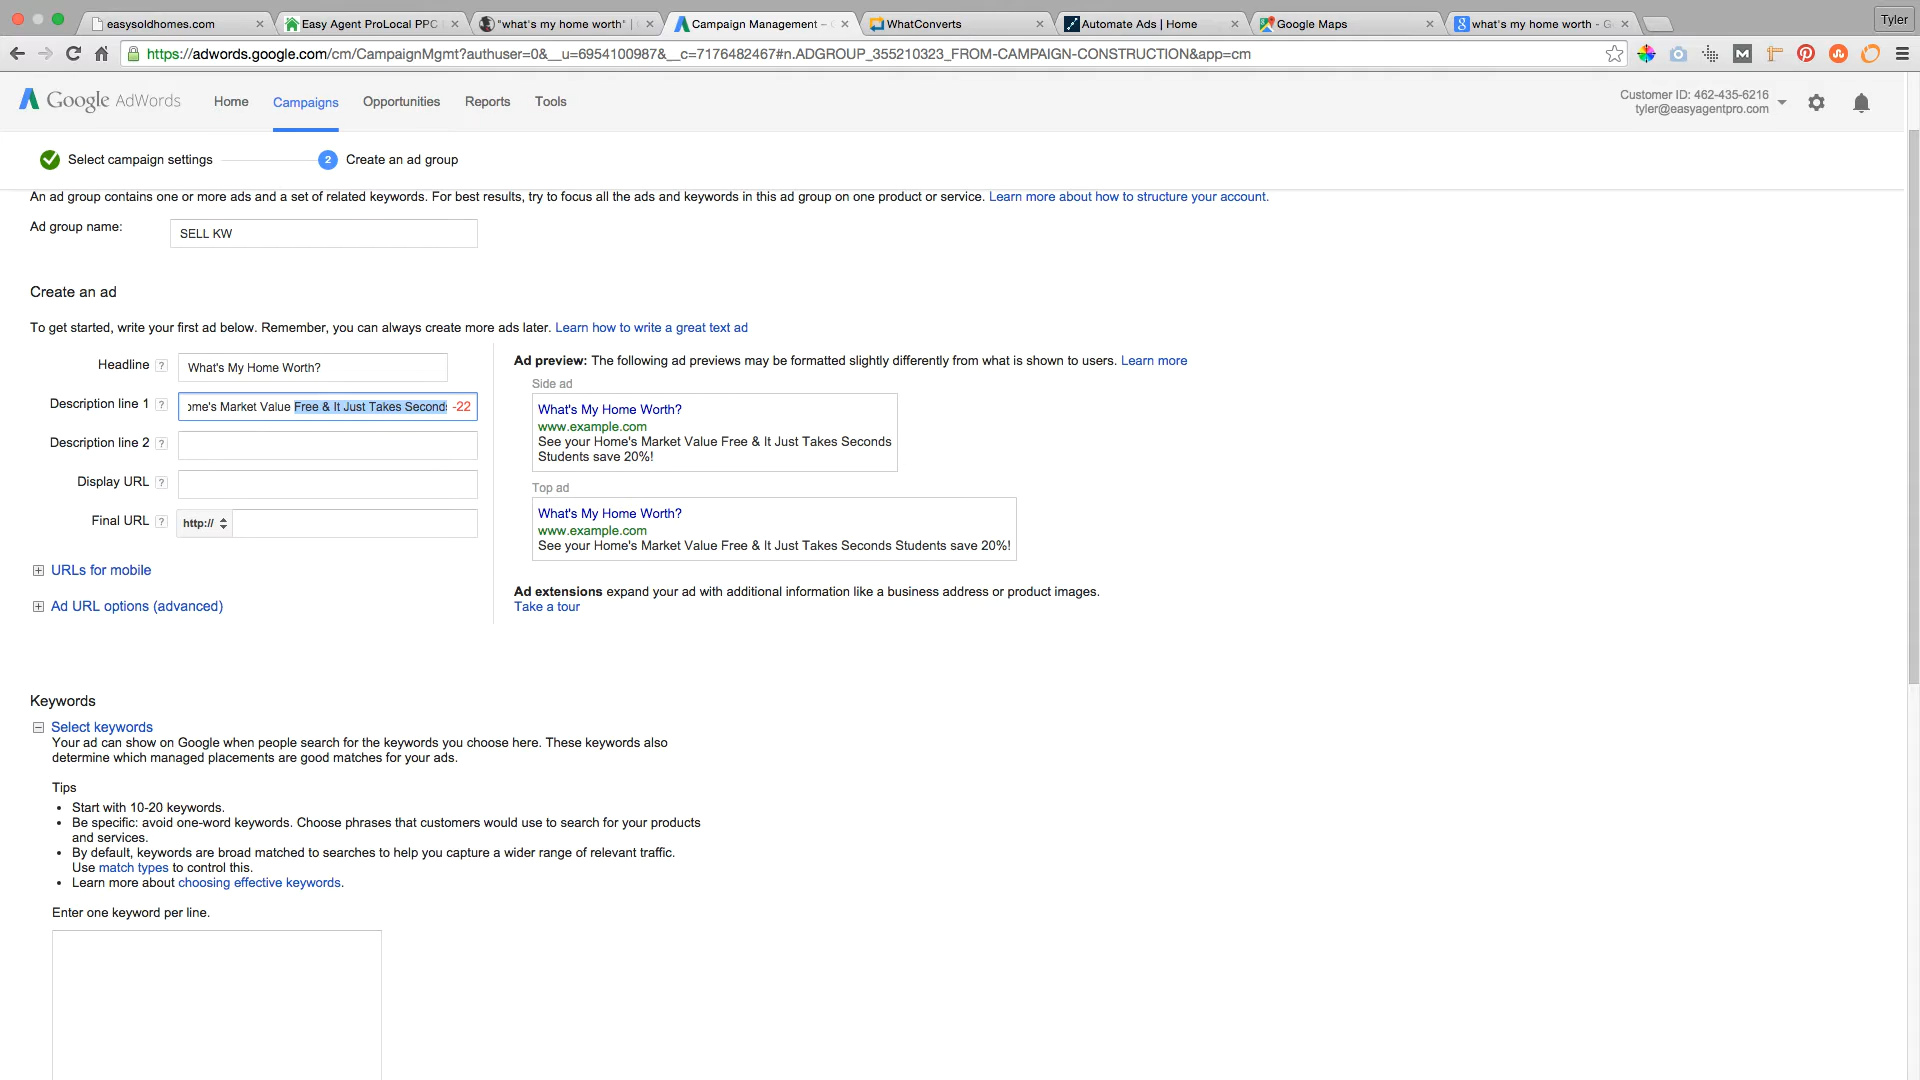 easysoldhomes.com
Easy Agent ProLocal PPC
"what's my home worth" |
Campaign Management –
WhatConverts
Automate Ads | Home
Google Maps
what's my home worth - G
Tyler
https://adwords.google.com/cm/CampaignMgmt?authuser=0&__u=6954100987&__c=7176482467#n.ADGROUP_355210323_FROM-CAMPAIGN-CONSTRUCTION&app=cm
Google AdWords
Home
Campaigns
Opportunities
Reports
Tools
Customer ID: 462-435-6216
tyler@easyagentpro.com
Select campaign settings
2
Create an ad group
An ad group contains one or more ads and a set of related keywords. For best results, try to focus all the ads and keywords in this ad group on one product or service. Learn more about how to structure your account.
Ad group name:
SELL KW
Create an ad
To get started, write your first ad below. Remember, you can always create more ads later. Learn how to write a great text ad
Headline ?
What's My Home Worth?
Description line 1 ?
ome's Market Value Free & It Just Takes Seconds -22
Description line 2 ?
Display URL ?
Final URL ?
http://
URLs for mobile
Ad URL options (advanced)
Ad preview: The following ad previews may be formatted slightly differently from what is shown to users. Learn more
Side ad
What's My Home Worth?
www.example.com
See your Home's Market Value Free & It Just Takes Seconds
Students save 20%!
Top ad
What's My Home Worth?
www.example.com
See your Home's Market Value Free & It Just Takes Seconds Students save 20%!
Ad extensions expand your ad with additional information like a business address or product images.
Take a tour
Keywords
Select keywords
Your ad can show on Google when people search for the keywords you choose here. These keywords also
determine which managed placements are good matches for your ads.
Tips
• Start with 10-20 keywords.
• Be specific: avoid one-word keywords. Choose phrases that customers would use to search for your products
and services.
• By default, keywords are broad matched to searches to help you capture a wider range of relevant traffic.
Use match types to control this.
• Learn more about choosing effective keywords.
Enter one keyword per line.